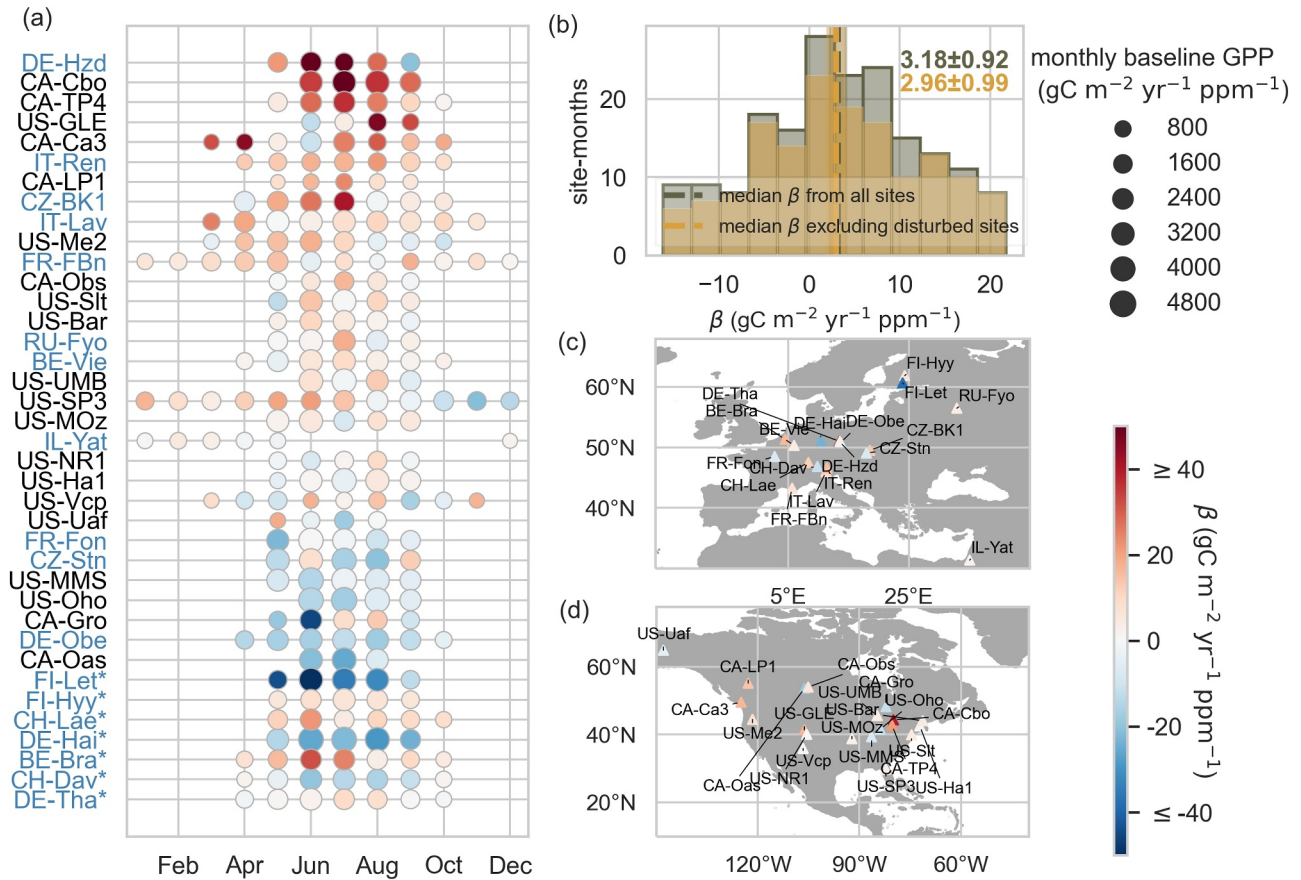 (a)
DE-Hzd
CA-Cbo
CA-TP4
US-GLE
CA-Ca3
IT-Ren
CA-LP1
CZ-BK1
IT-Lav
US-Me2
FR-FBn
CA-Obs
US-Slt
US-Bar
RU-Fyo
BE-Vie
US-UMB
US-SP3
US-MOz
IL-Yat
US-NR1
US-Ha1
US-Vcp
US-Uaf
FR-Fon
CZ-Stn
US-MMS
US-Oho
CA-Gro
DE-Obe
CA-Oas
FI-Let*
FI-Hyy*
CH-Lae*
DE-Hai*
BE-Bra*
CH-Dav*
DE-Tha*
Feb Apr Jun Aug Oct Dec
(b)
3.18±0.92
2.96±0.99
site-months
20
10
0
median β from all sites
median β excluding disturbed sites
−10 0 10 20
β (gC m⁻² yr⁻¹ ppm⁻¹)
monthly baseline GPP
(gC m⁻² yr⁻¹ ppm⁻¹)
800
1600
2400
3200
4000
4800
(c)
60°N
50°N
40°N
FI-Hyy
FI-Let
RU-Fyo
DE-Tha
BE-Bra
DE-Hai
DE-Obe
BE-Vie
CZ-BK1
CZ-Stn
FR-Fon
CH-Dav
DE-Hzd
CH-Lae
IT-Ren
IT-Lav
FR-FBn
IL-Yat
5°E 25°E
(d)
60°N
40°N
20°N
US-Uaf
CA-LP1
CA-Obs
CA-Gro
US-UMB
US-Oho
CA-Ca3
US-GLE
US-Bar
CA-Cbo
US-Me2
US-MOz
US-Vcp
US-MMS
US-Slt
CA-TP4
CA-Oas
US-NR1
US-SP3
US-Ha1
120°W 90°W 60°W
≥ 40
20
0
-20
≤ -40
β (gC m⁻² yr⁻¹ ppm⁻¹)